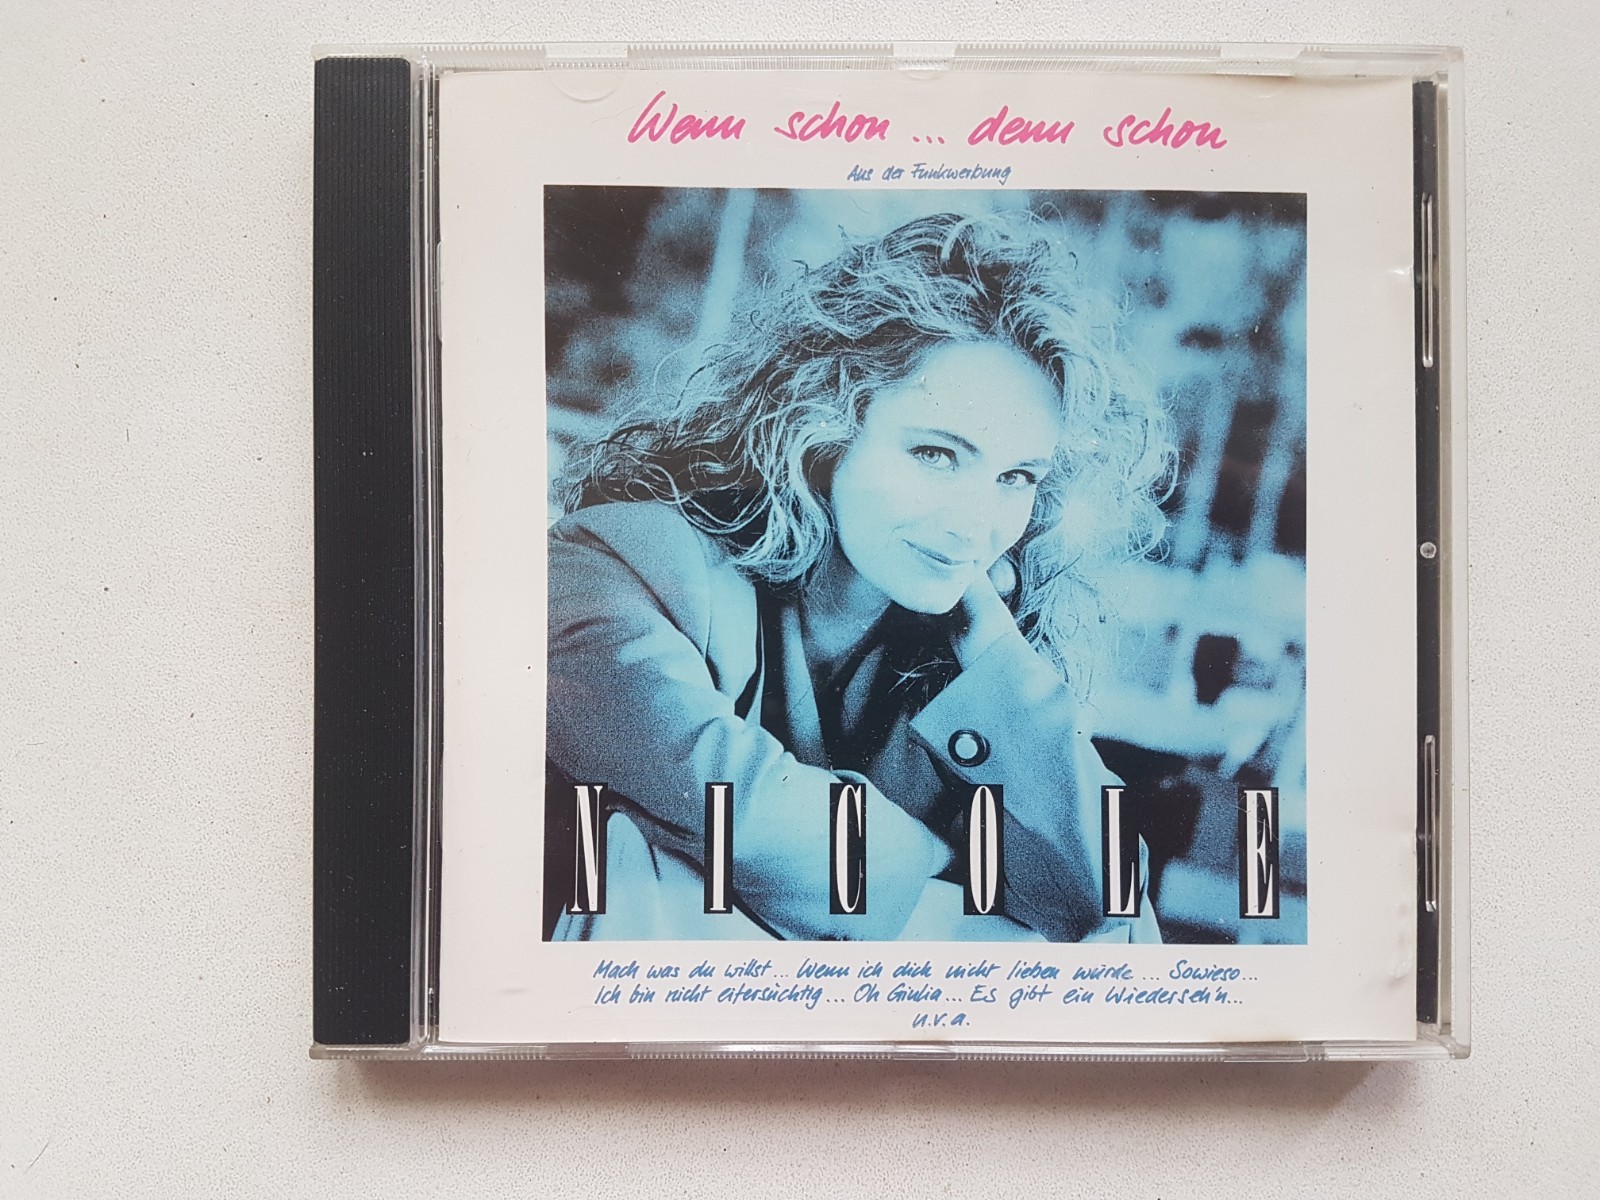 Wenn schon ... denn schon
Aus der Funkwerbung
NICOLE
Mach was du willst ... Wenn ich dich nicht lieben würde ... Sowieso ...
Ich bin nicht eifersüchtig ... Oh Giulia ... Es gibt ein Wiederseh'n ...
u.v.a.